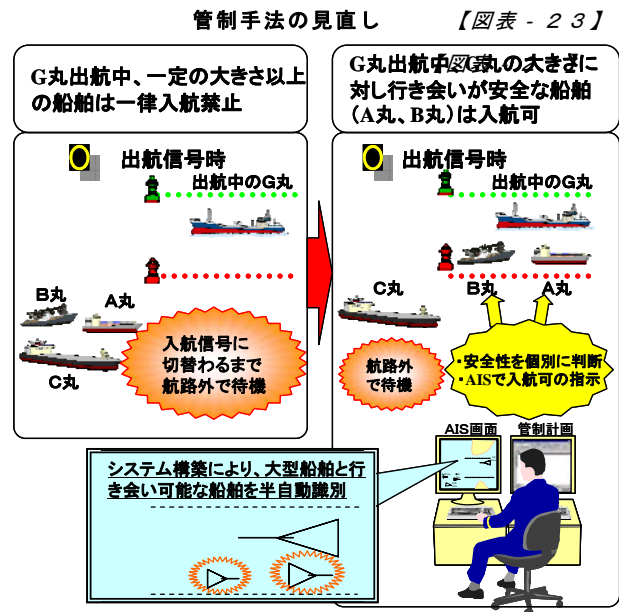 管制手法の見直し
【図表-23】
G丸出航中、一定の大きさ以上
の船舶は一律入航禁止
出航信号時
出航中のG丸
B丸
A丸
C丸
入航信号に
切替わるまで
航路外で待機
G丸出航中、G丸の大きさに
対し行き会いが安全な船舶
(A丸、B丸)は入航可
出航信号時
出航中のG丸
C丸
B丸
A丸
航路外
で待機
・安全性を個別に判断
・AISで入航可の指示
AIS画面
管制計画
システム構築により、大型船舶と行
き会い可能な船舶を半自動識別